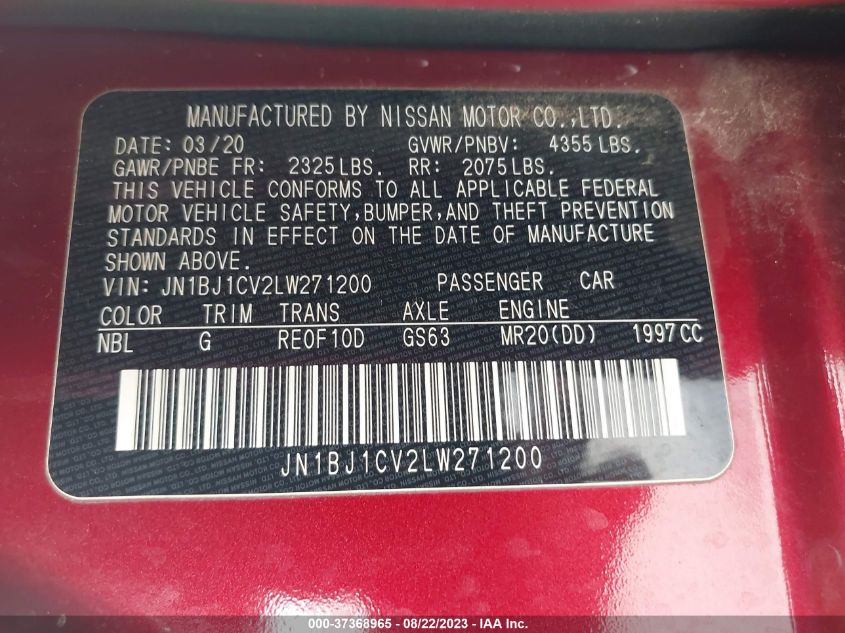 MANUFACTURED BY NISSAN MOTOR CO.,LTD.
DATE: 03/20 GVWR/PNBV: 4355 LBS.
GAWR/PNBE FR: 2325 LBS. RR: 2075 LBS.
THIS VEHICLE CONFORMS TO ALL APPLICABLE FEDERAL
MOTOR VEHICLE SAFETY, BUMPER, AND THEFT PREVENTION
STANDARDS IN EFFECT ON THE DATE OF MANUFACTURE
SHOWN ABOVE.
VIN: JN1BJ1CV2LW271200 PASSENGER CAR
COLOR TRIM TRANS AXLE ENGINE
NBL G RE0F10D GS63 MR20(DD) 1997CC
JN1BJ1CV2LW271200
000-37368965 - 08/22/2023 - IAA Inc.